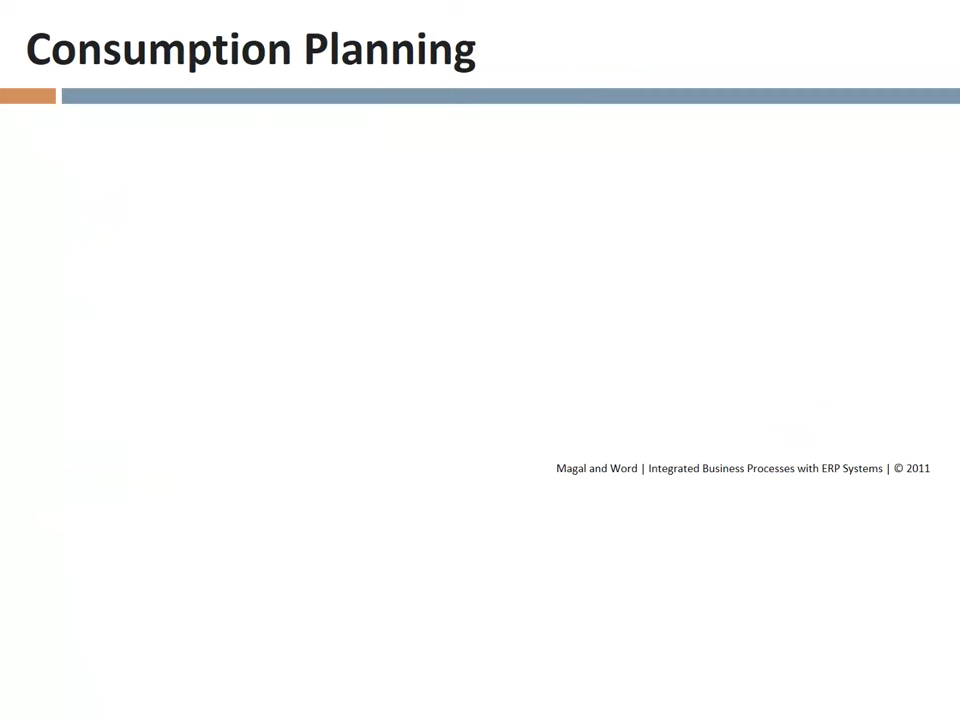 Consumption Planning
Magal and Word | Integrated Business Processes with ERP Systems | © 2011